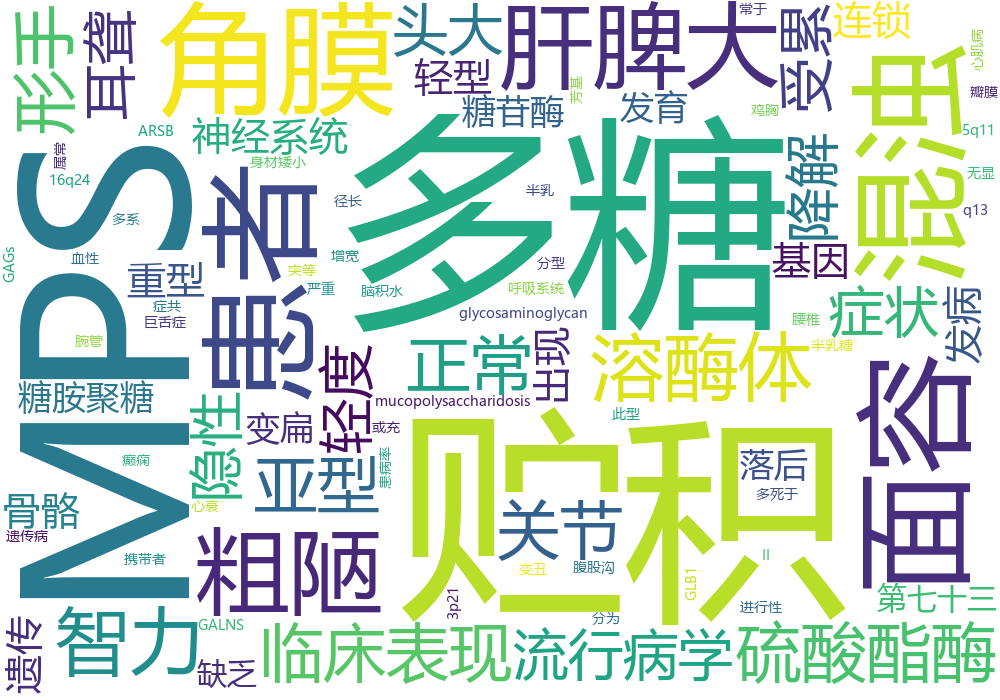 多糖
贮积
MPS
患者
角膜
肝脾大
混浊
面容
粗陋
智力
溶酶体
正常
硫酸酯酶
临床表现
流行病学
神经系统
头大
轻型
糖苷酶
发育
受累
连锁
降解
基因
症状
发病
耳聋
形手
重型
糖胺聚糖
隐性
变扁
轻度
亚型
骨骼
关节
落后
出现
遗传
缺乏
第七十三
常于
心肌病
瓣膜
芳基
鸡胸
5q11
无显
q13
ARSB
属常
16q24
身材矮小
多系
径长
半乳
GAGs
血性
增宽
突等
严重
分型
呼吸系统
脑积水
症共
巨舌症
glycosaminoglycan
腰椎
腕管
半乳糖
mucopolysaccharidosis
此型
或充
癫痫
患病率
心衰
多死于
遗传病
携带者
变丑
腹股沟
II
GLB1
3p21
进行性
分为
GALNS